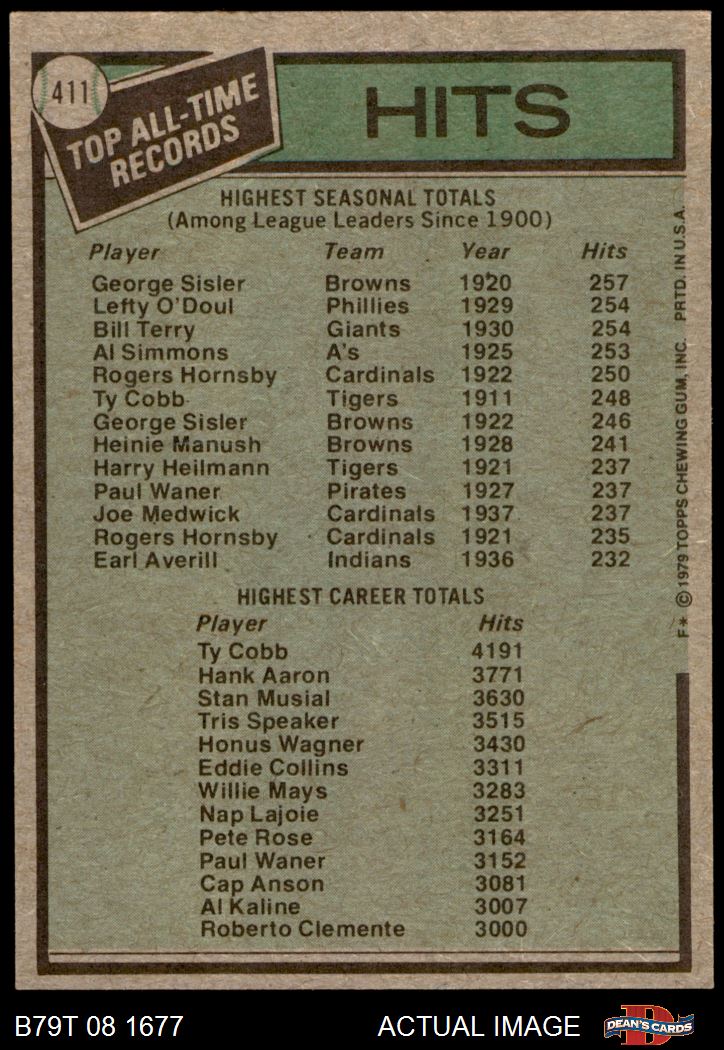 411
TOP ALL-TIME
RECORDS
HITS
HIGHEST SEASONAL TOTALS
(Among League Leaders Since 1900)
Player Team Year Hits
George Sisler Browns 1920 257
Lefty O'Doul Phillies 1929 254
Bill Terry Giants 1930 254
Al Simmons A's 1925 253
Rogers Hornsby Cardinals 1922 250
Ty Cobb Tigers 1911 248
George Sisler Browns 1922 246
Heinie Manush Browns 1928 241
Harry Heilmann Tigers 1921 237
Paul Waner Pirates 1927 237
Joe Medwick Cardinals 1937 237
Rogers Hornsby Cardinals 1921 235
Earl Averill Indians 1936 232
HIGHEST CAREER TOTALS
Player Hits
Ty Cobb 4191
Hank Aaron 3771
Stan Musial 3630
Tris Speaker 3515
Honus Wagner 3430
Eddie Collins 3311
Willie Mays 3283
Nap Lajoie 3251
Pete Rose 3164
Paul Waner 3152
Cap Anson 3081
Al Kaline 3007
Roberto Clemente 3000
F* © 1979 TOPPS CHEWING GUM, INC. PRTD. IN U.S.A.
B79T 08 1677 ACTUAL IMAGE D DEAN'S CARDS